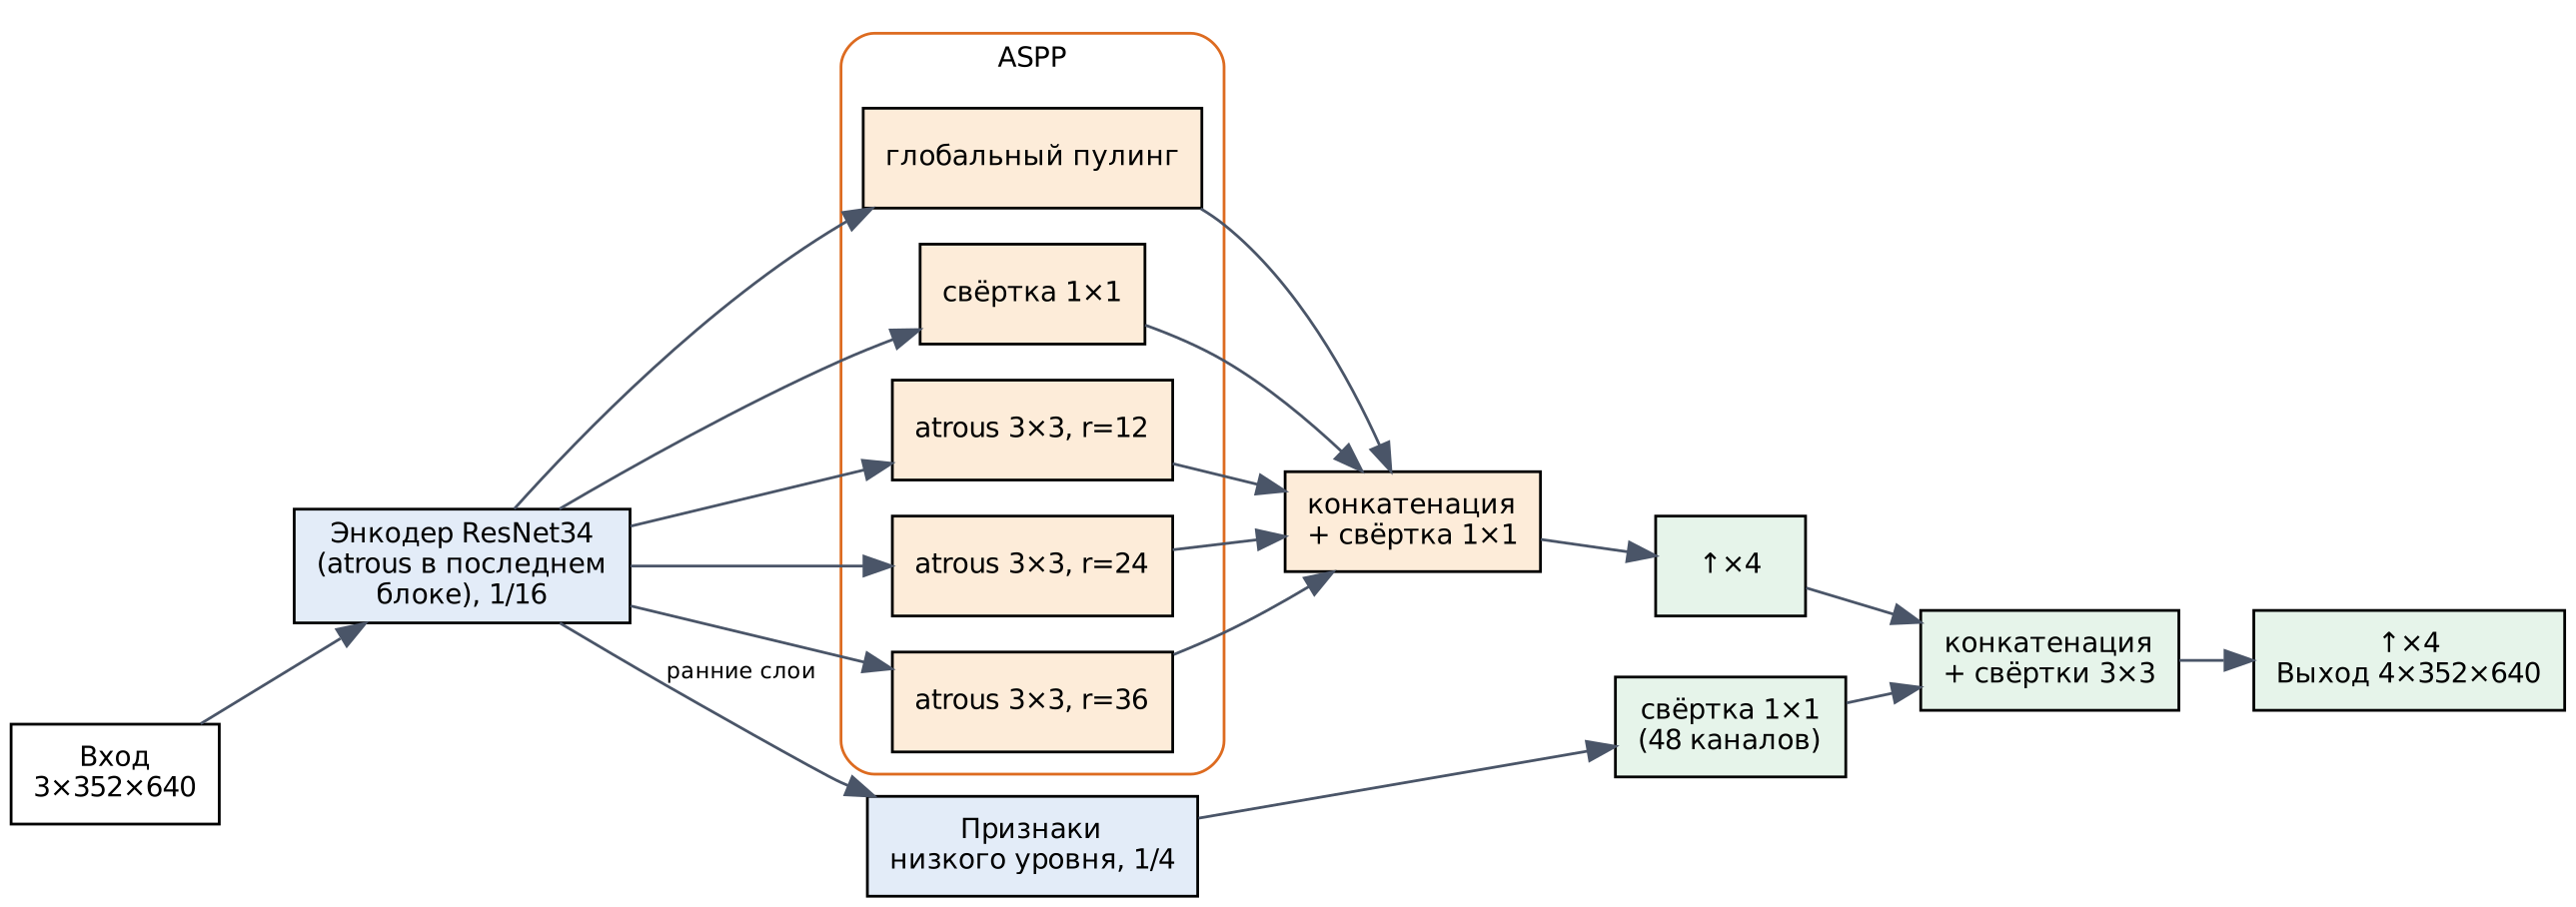 ASPP
глобальный пулинг
свёртка 1×1
atrous 3×3, r=12
atrous 3×3, r=24
atrous 3×3, r=36
Вход
3×352×640
Энкодер ResNet34
(atrous в последнем
блоке), 1/16
ранние слои
Признаки
низкого уровня, 1/4
конкатенация
+ свёртка 1×1
↑×4
свёртка 1×1
(48 каналов)
конкатенация
+ свёртки 3×3
↑×4
Выход 4×352×640